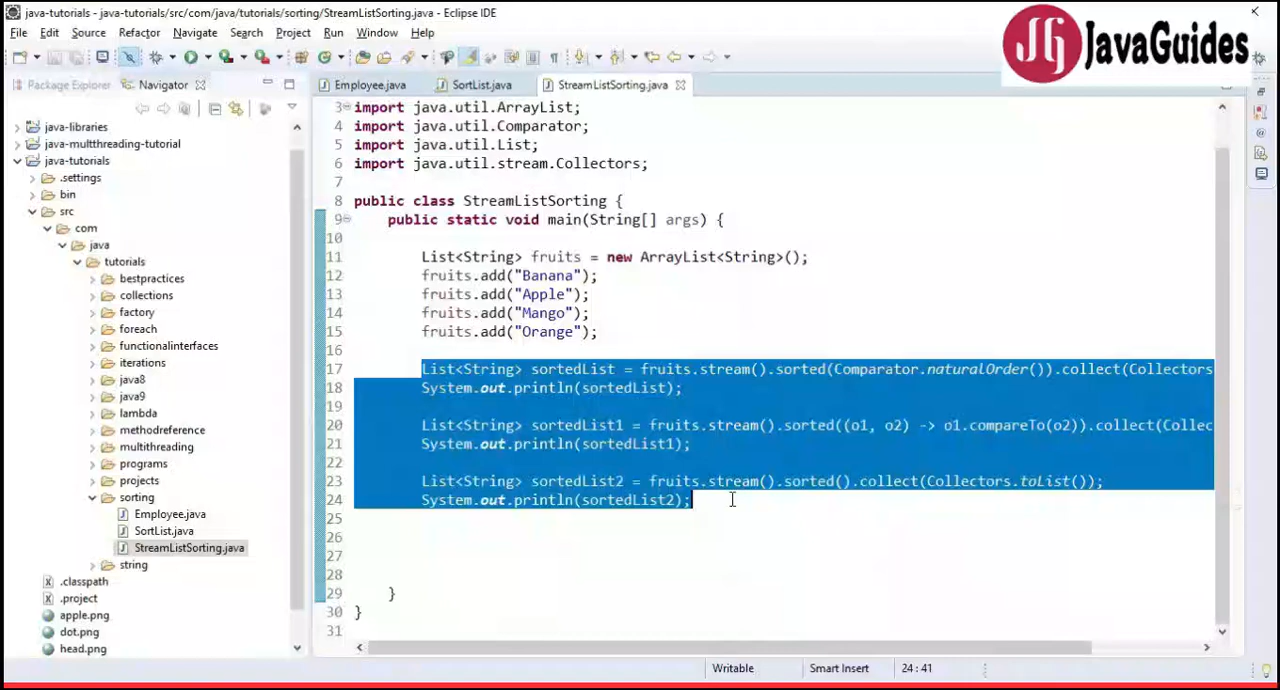 java-tutorials - java-tutorials/src/com/java/tutorials/sorting/StreamListSorting.java - Eclipse IDE
JG JavaGuides
File Edit Source Refactor Navigate Search Project Run Window Help
Package Explorer Navigator
Employee.java SortList.java StreamListSorting.java
java-libraries
java-multthreading-tutorial
java-tutorials
.settings
bin
src
com
java
tutorials
bestpractices
collections
factory
foreach
functionalinterfaces
iterations
java8
java9
lambda
methodreference
multithreading
programs
projects
sorting
Employee.java
SortList.java
StreamListSorting.java
string
.classpath
.project
apple.png
dot.png
head.png
3 import java.util.ArrayList;
4 import java.util.Comparator;
5 import java.util.List;
6 import java.util.stream.Collectors;
7
8 public class StreamListSorting {
9 public static void main(String[] args) {
10
11 List<String> fruits = new ArrayList<String>();
12 fruits.add("Banana");
13 fruits.add("Apple");
14 fruits.add("Mango");
15 fruits.add("Orange");
16
17 List<String> sortedList = fruits.stream().sorted(Comparator.naturalOrder()).collect(Collectors
18 System.out.println(sortedList);
19
20 List<String> sortedList1 = fruits.stream().sorted((o1, o2) -> o1.compareTo(o2)).collect(Collec
21 System.out.println(sortedList1);
22
23 List<String> sortedList2 = fruits.stream().sorted().collect(Collectors.toList());
24 System.out.println(sortedList2);
25
26
27
28
29 }
30 }
31
Writable Smart Insert 24 : 41